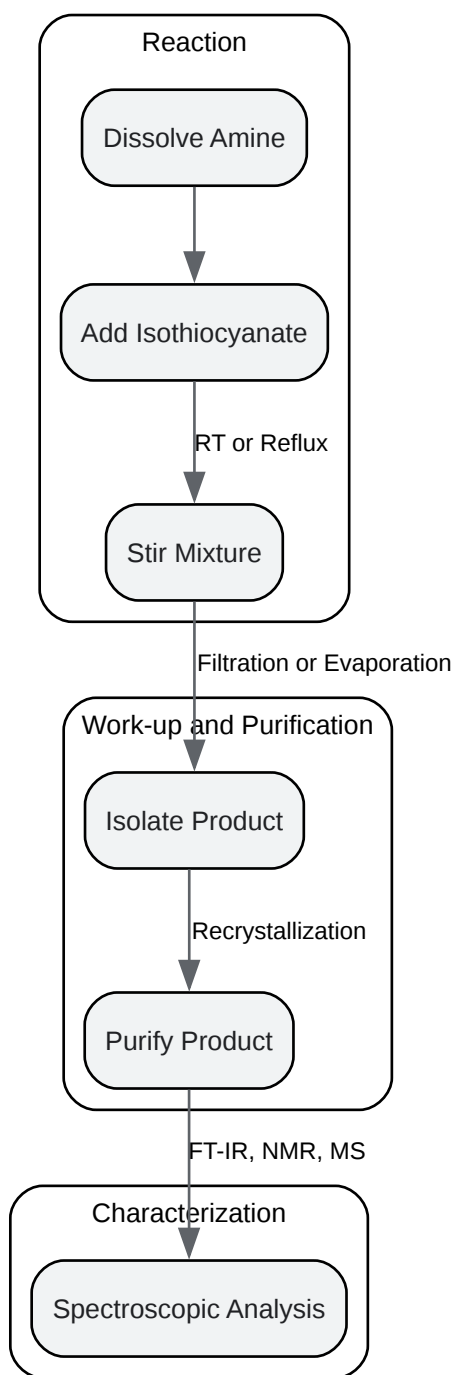 Reaction
Dissolve Amine
Add Isothiocyanate
RT or Reflux
Stir Mixture
Filtration or Evaporation
Work-up and Purification
Isolate Product
Recrystallization
Purify Product
FT-IR, NMR, MS
Characterization
Spectroscopic Analysis